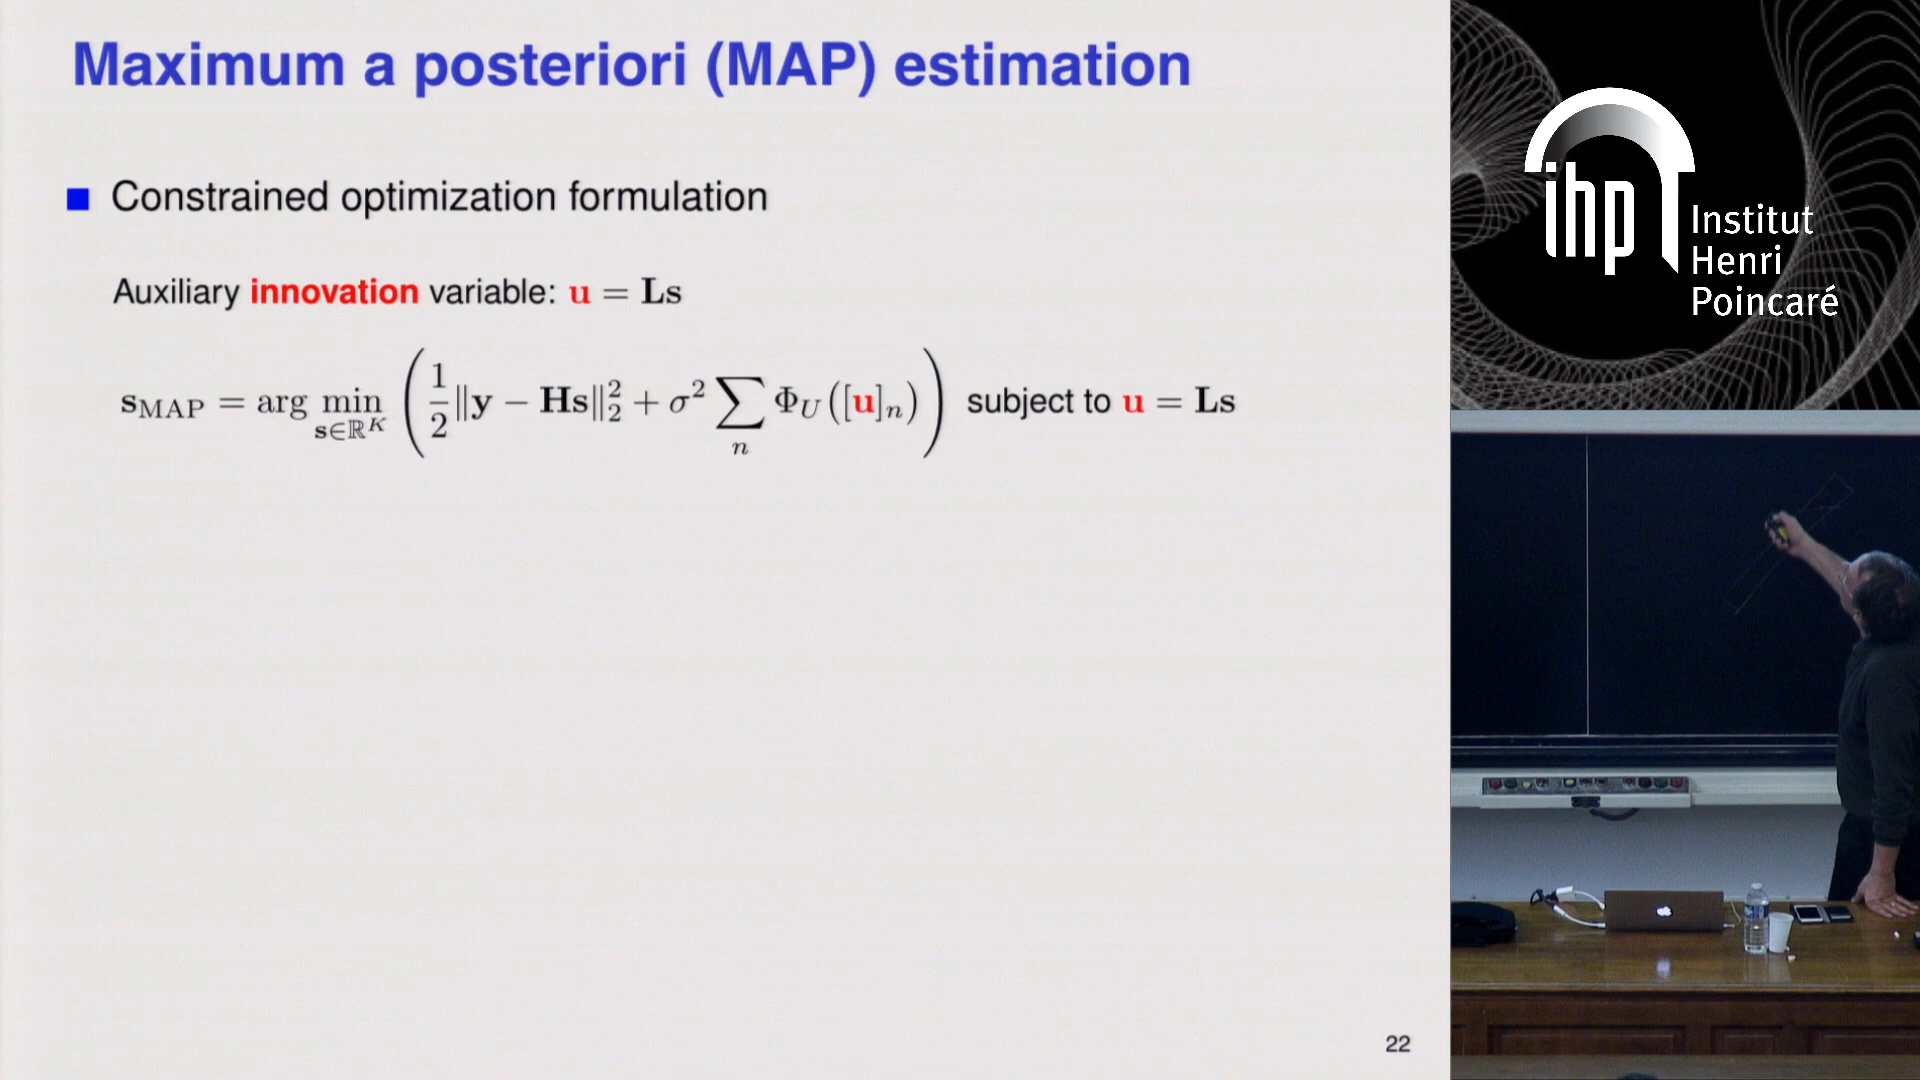 Maximum a posteriori (MAP) estimation
Constrained optimization formulation
Auxiliary innovation variable: u = Ls
s_MAP = arg min_{s∈ℝ^K} ( 1/2 ‖y − Hs‖₂² + σ² ∑_n Φ_U([u]_n) ) subject to u = Ls
22
ihp
Institut
Henri
Poincaré